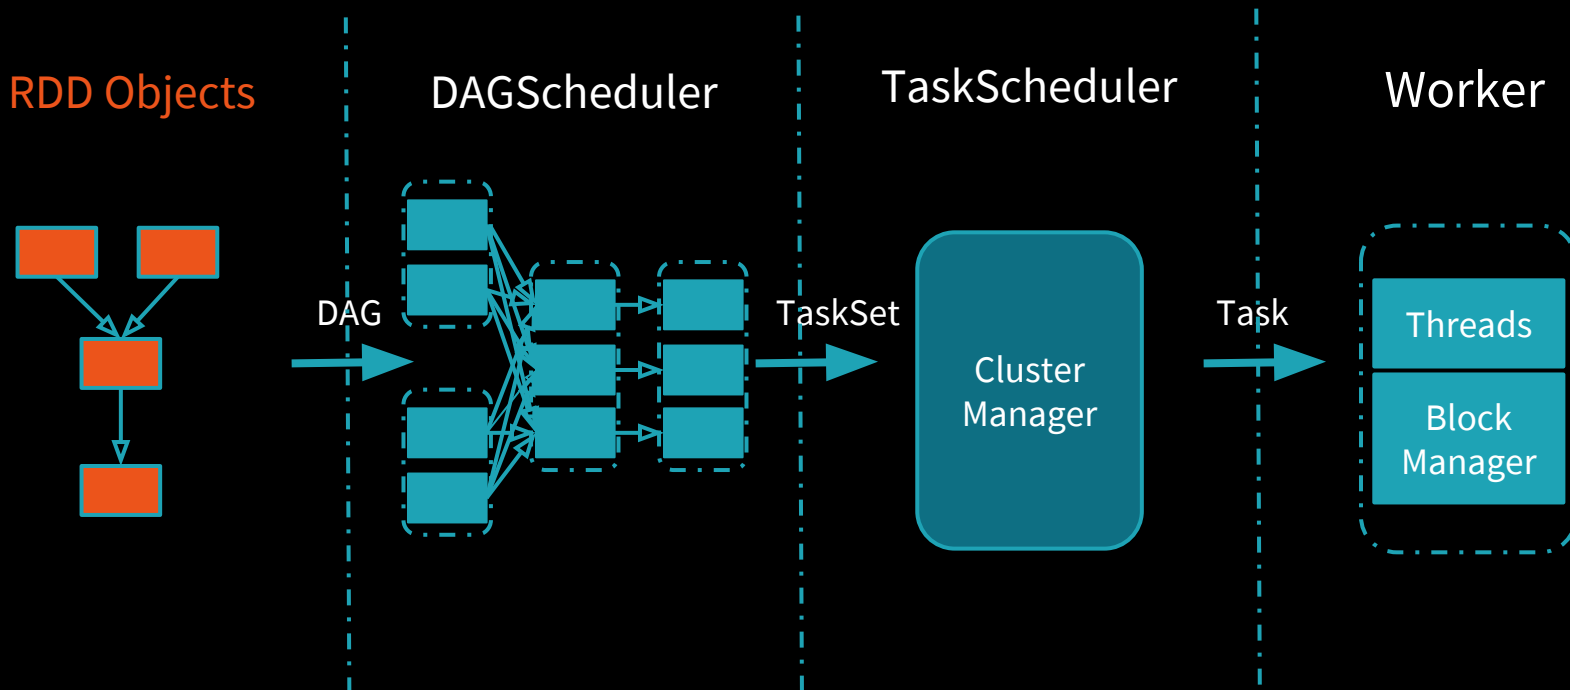 RDD Objects
DAGScheduler
TaskScheduler
Worker
DAG
TaskSet
Task
Cluster
Manager
Threads
Block
Manager